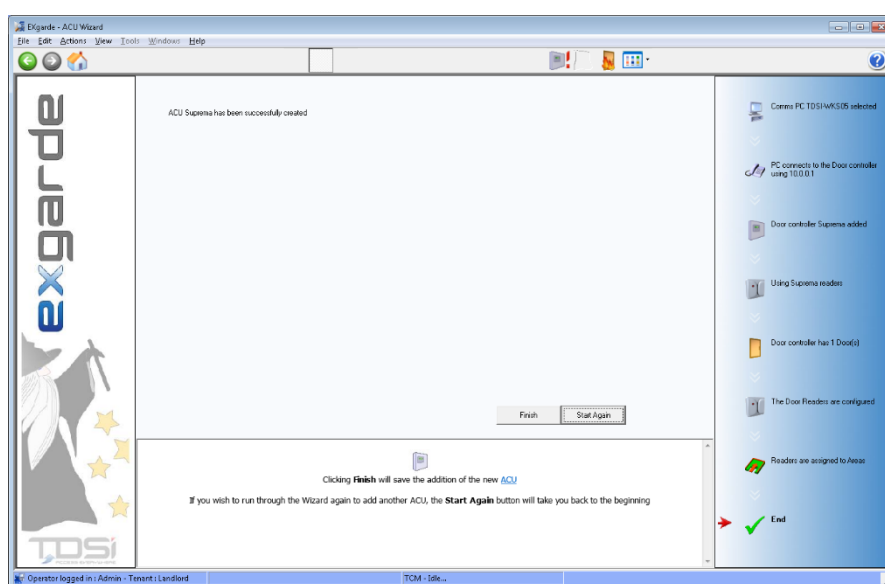 EXgarde - ACU Wizard
File Edit Actions View Tools Windows Help
exgarde
TDSi
ACU Suprema has been successfully created
Finish
Start Again
Clicking Finish will save the addition of the new ACU
If you wish to run through the Wizard again to add another ACU, the Start Again button will take you back to the beginning
Comms PC TDSI-WKS05 selected
PC connects to the Door controller
using 10.0.0.1
Door controller Suprema added
Using Suprema readers
Door controller has 1 Door(s)
The Door Readers are configured
Readers are assigned to Areas
End
Operator logged in : Admin - Tenant : Landlord
TCM - Idle...